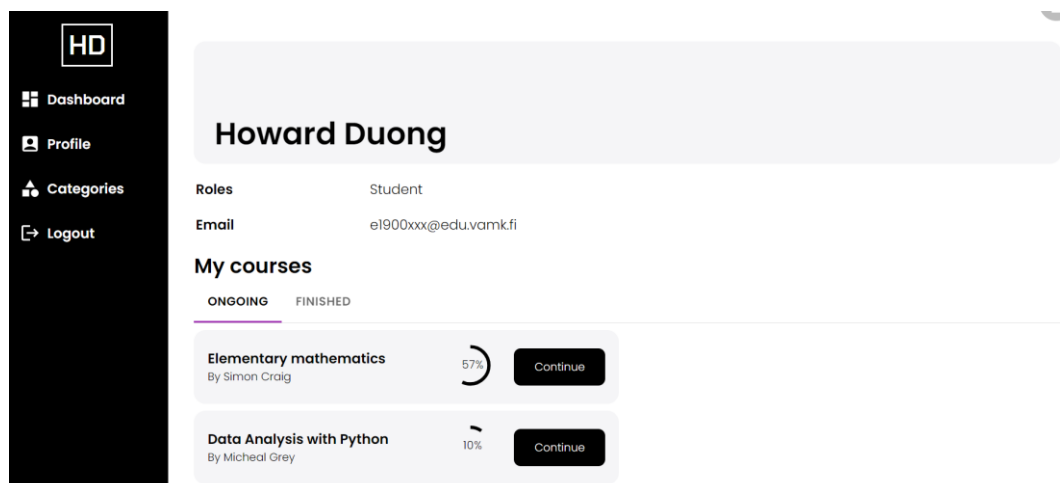 HD
Dashboard
Profile
Categories
Logout
Howard Duong
Roles Student
Email e1900xxx@edu.vamk.fi
My courses
ONGOING FINISHED
Elementary mathematics
By Simon Craig
57%
Continue
Data Analysis with Python
By Micheal Grey
10%
Continue